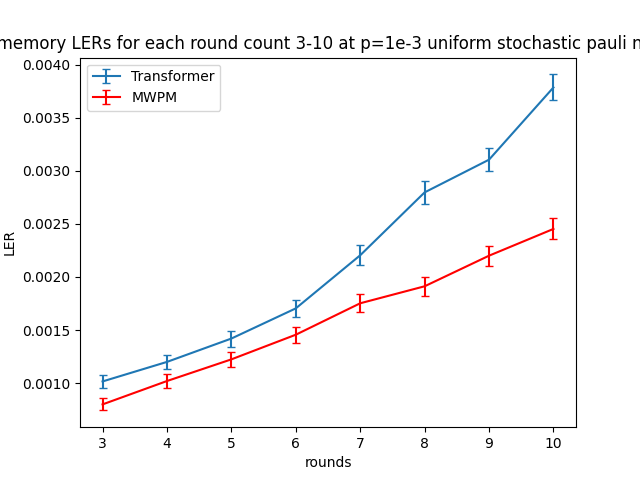 memory LERs for each round count 3-10 at p=1e-3 uniform stochastic pauli
0.0040
Transformer
MWPM
0.0035
0.0030
0.0025
LER
0.0020
0.0015
0.0010
3 4 5 6 7 8 9 10
rounds